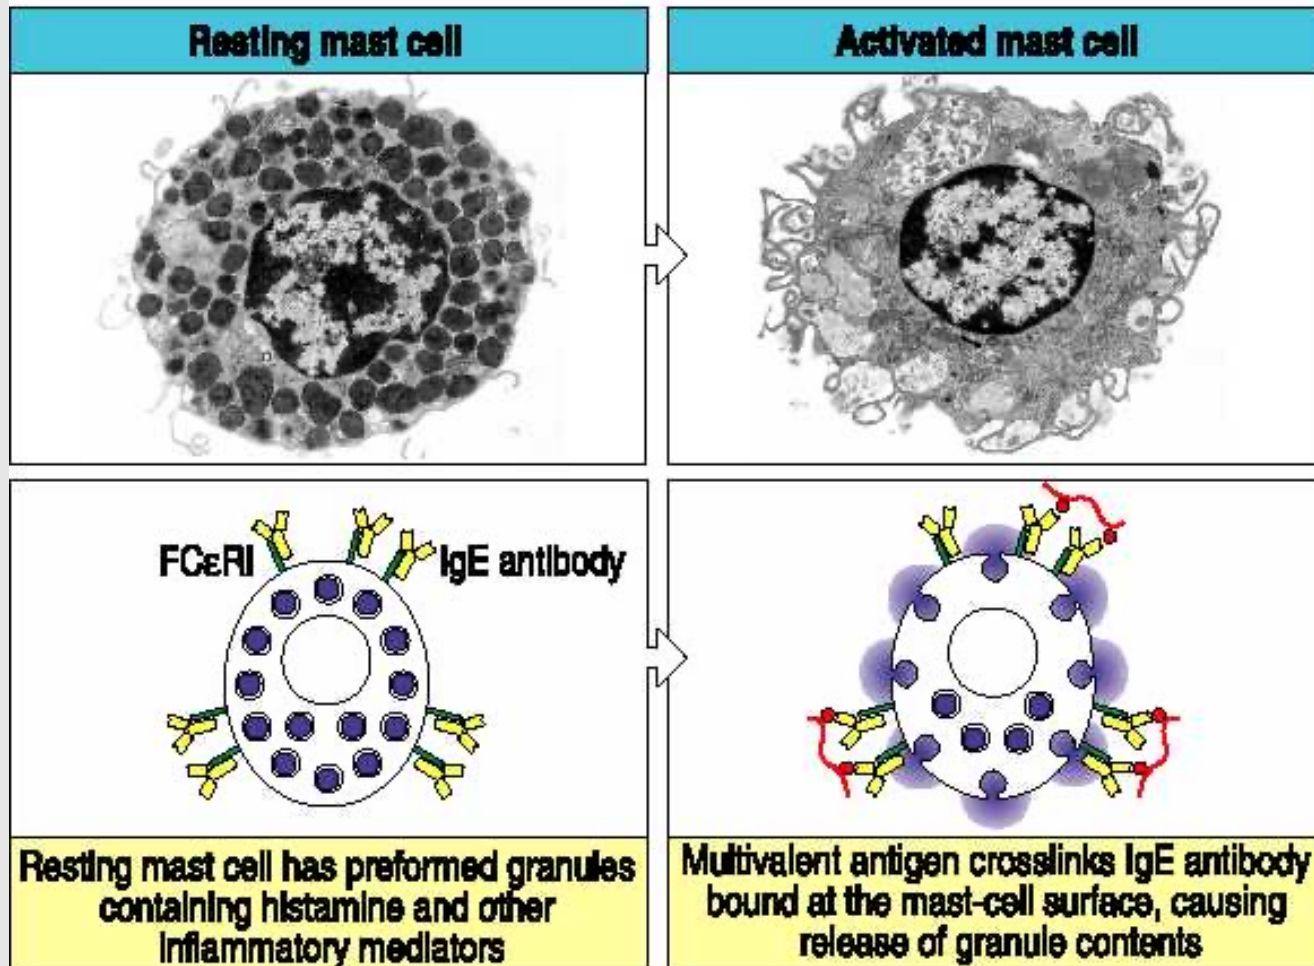 Resting mast cell
Activated mast cell
FCεRI
IgE antibody
Resting mast cell has preformed granules
containing histamine and other
inflammatory mediators
Multivalent antigen crosslinks IgE antibody
bound at the mast-cell surface, causing
release of granule contents